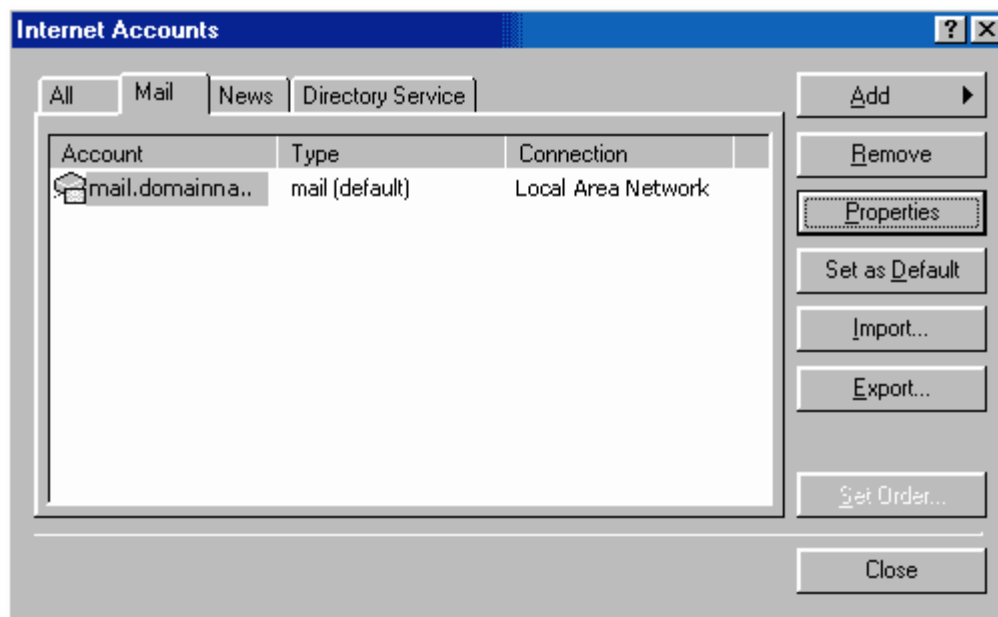 Internet Accounts
All Mail News Directory Service
Add
Account Type Connection
Remove
mail.domainna.. mail (default) Local Area Network
Properties
Set as Default
Import...
Export...
Set Order...
Close